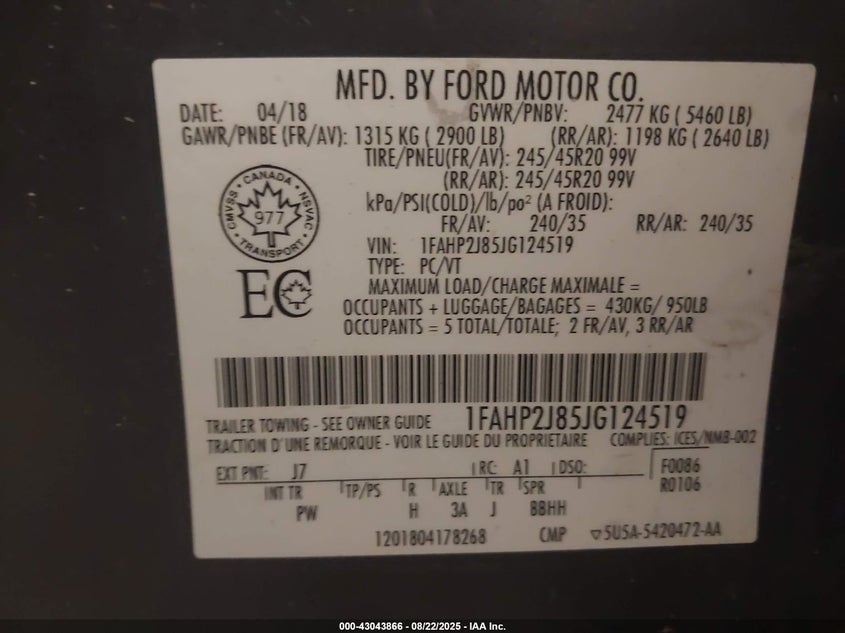 MFD. BY FORD MOTOR CO.
DATE: 04/18 GVWR/PNBV: 2477 KG ( 5460 LB)
GAWR/PNBE (FR/AV): 1315 KG ( 2900 LB) (RR/AR): 1198 KG ( 2640 LB)
TIRE/PNEU(FR/AV): 245/45R20 99V
(RR/AR): 245/45R20 99V
kPa/PSI(COLD)/lb/po² (A FROID):
FR/AV: 240/35 RR/AR: 240/35
CANADA
CMVSS NSVAC
977
TRANSPORT
VIN: 1FAHP2J85JG124519
TYPE: PC/VT
EC
MAXIMUM LOAD/CHARGE MAXIMALE =
OCCUPANTS + LUGGAGE/BAGAGES = 430KG/ 950LB
OCCUPANTS = 5 TOTAL/TOTALE; 2 FR/AV, 3 RR/AR
TRAILER TOWING - SEE OWNER GUIDE 1FAHP2J85JG124519
TRACTION D'UNE REMORQUE - VOIR LE GUIDE DU PROPRIETAIRE COMPLIES: ICES/NMB-002
EXT PNT: J7 RC: A1 DSO: F0086
INT TR TP/PS R AXLE TR SPR R0106
PW H 3A J BBHH
1201804178268 CMP ▽5U5A-5420472-AA
000-43043866 - 08/22/2025 - IAA Inc.